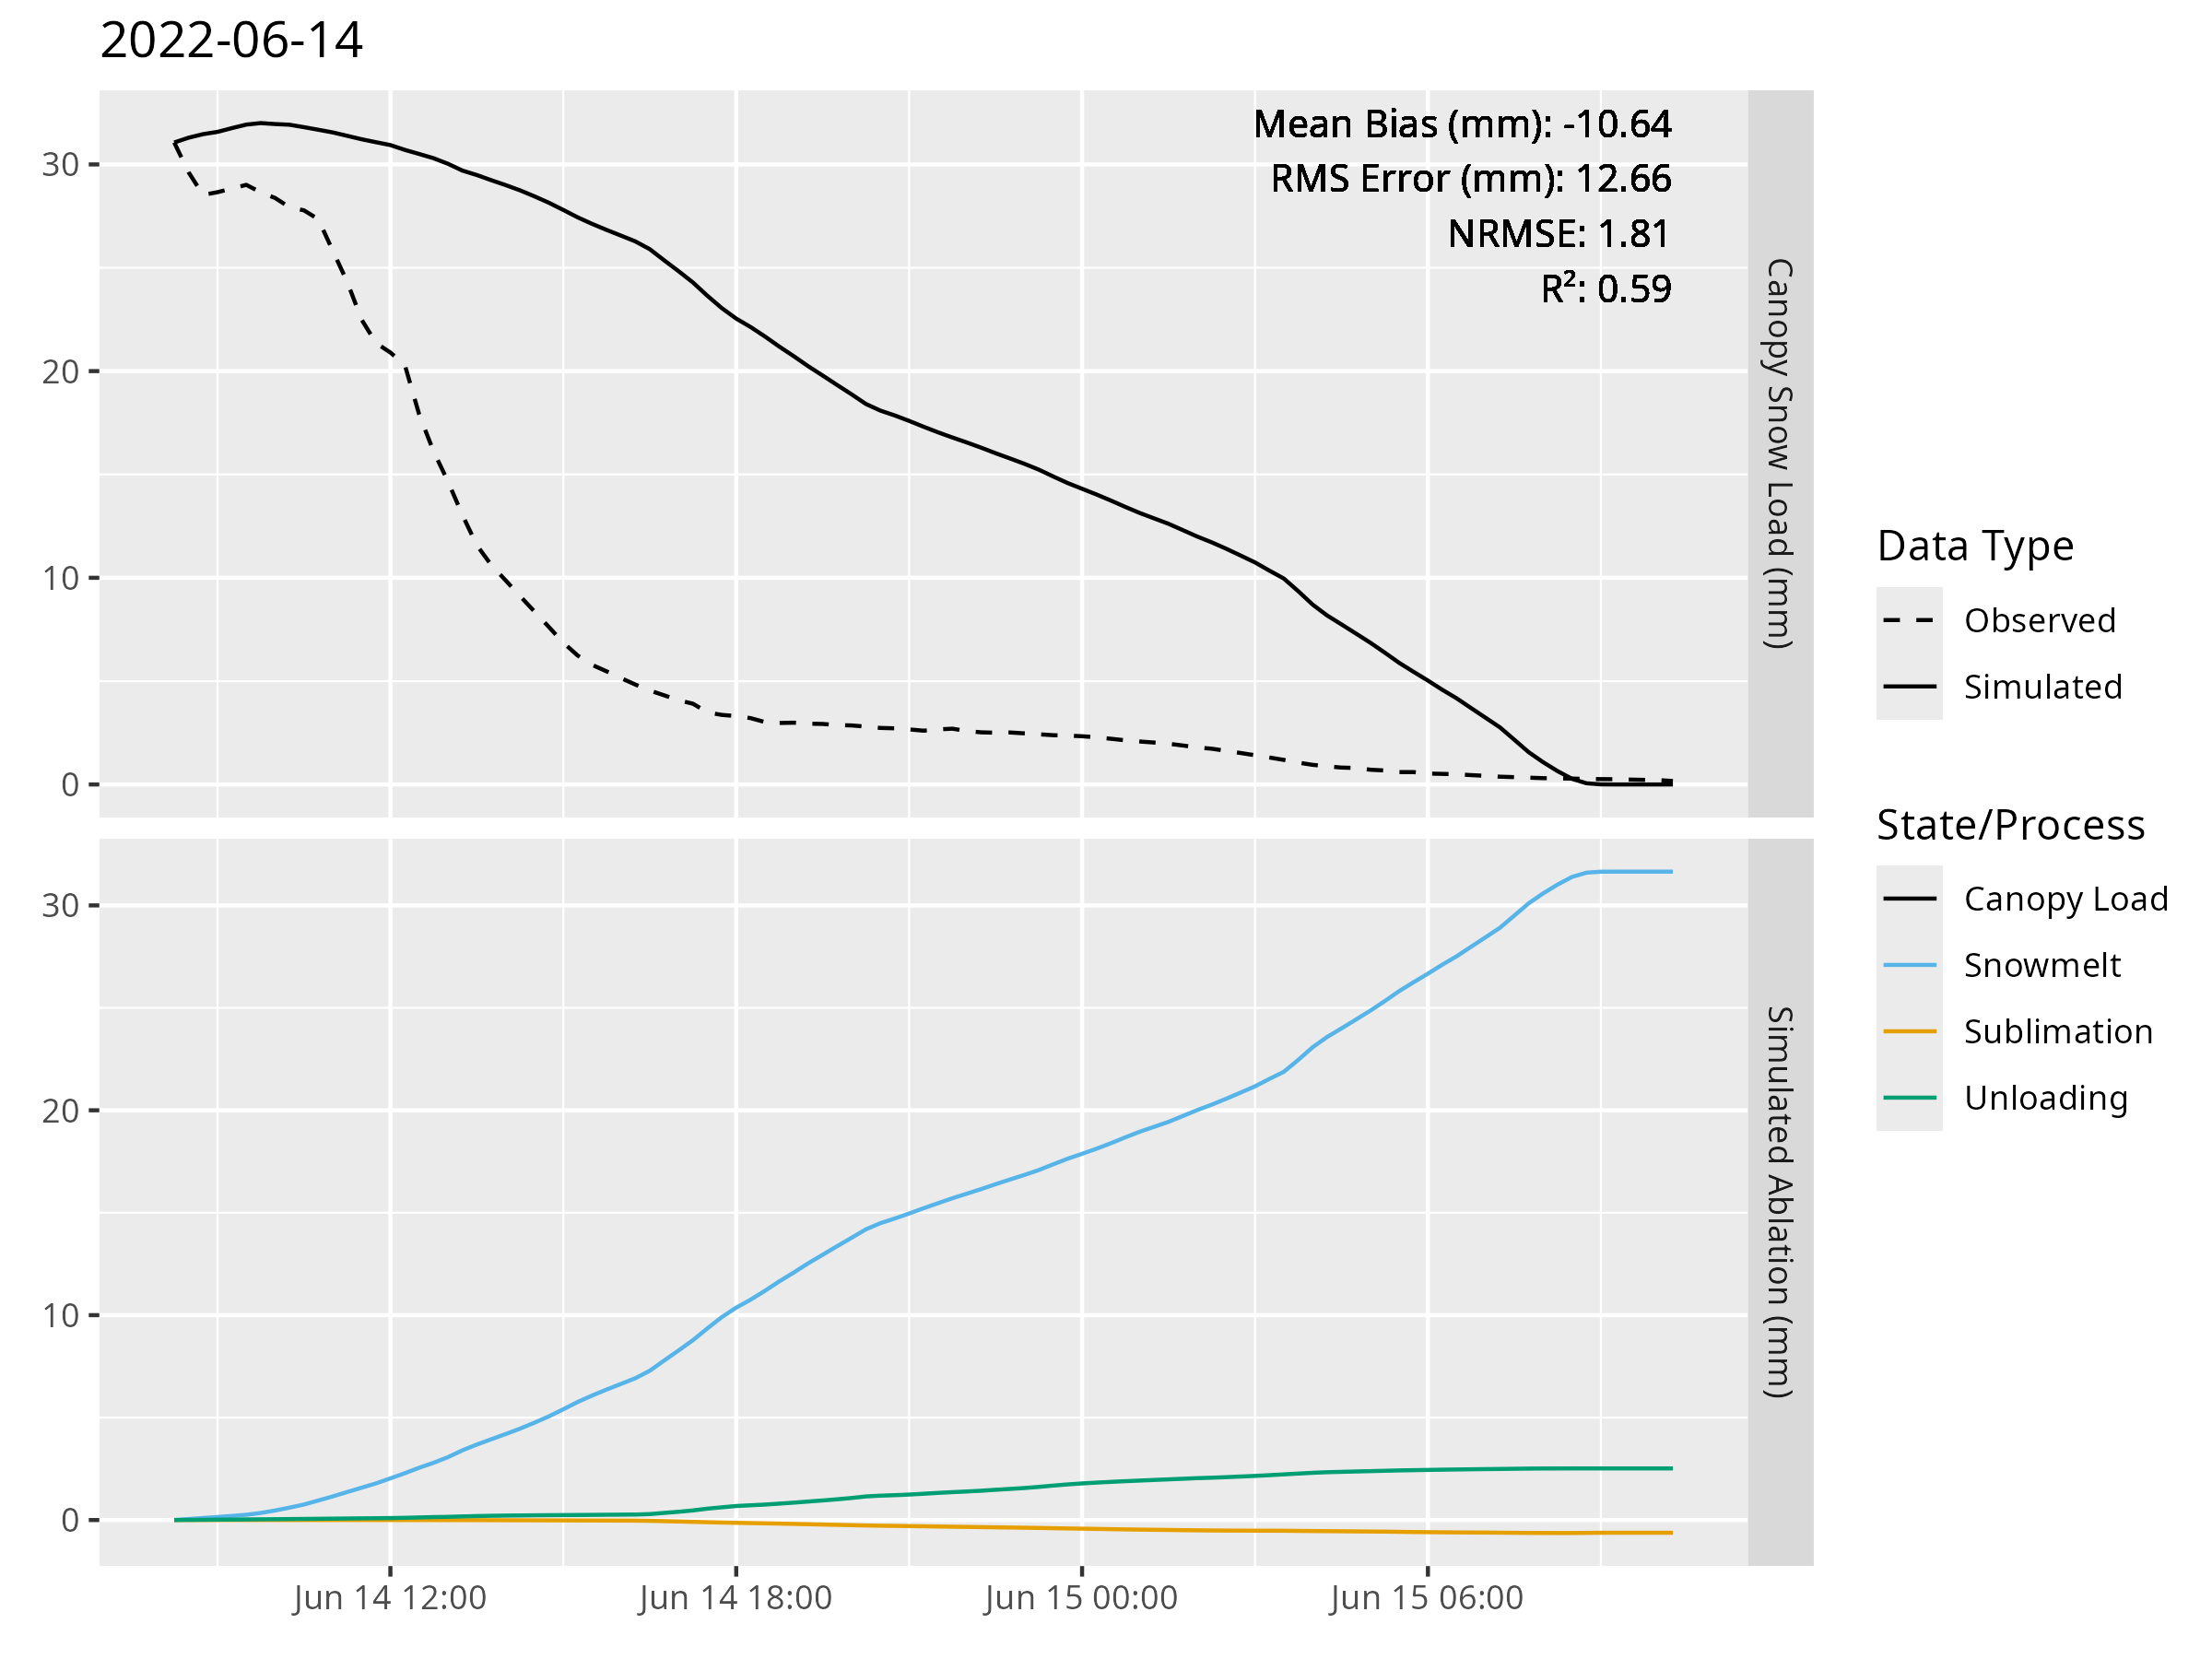 2022-06-14
Mean Bias (mm): -10.64
RMS Error (mm): 12.66
NRMSE: 1.81
R²: 0.59
30
20
10
0
Canopy Snow Load (mm)
30
20
10
0
Simulated Ablation (mm)
Jun 14 12:00
Jun 14 18:00
Jun 15 00:00
Jun 15 06:00
Data Type
Observed
Simulated
State/Process
Canopy Load
Snowmelt
Sublimation
Unloading